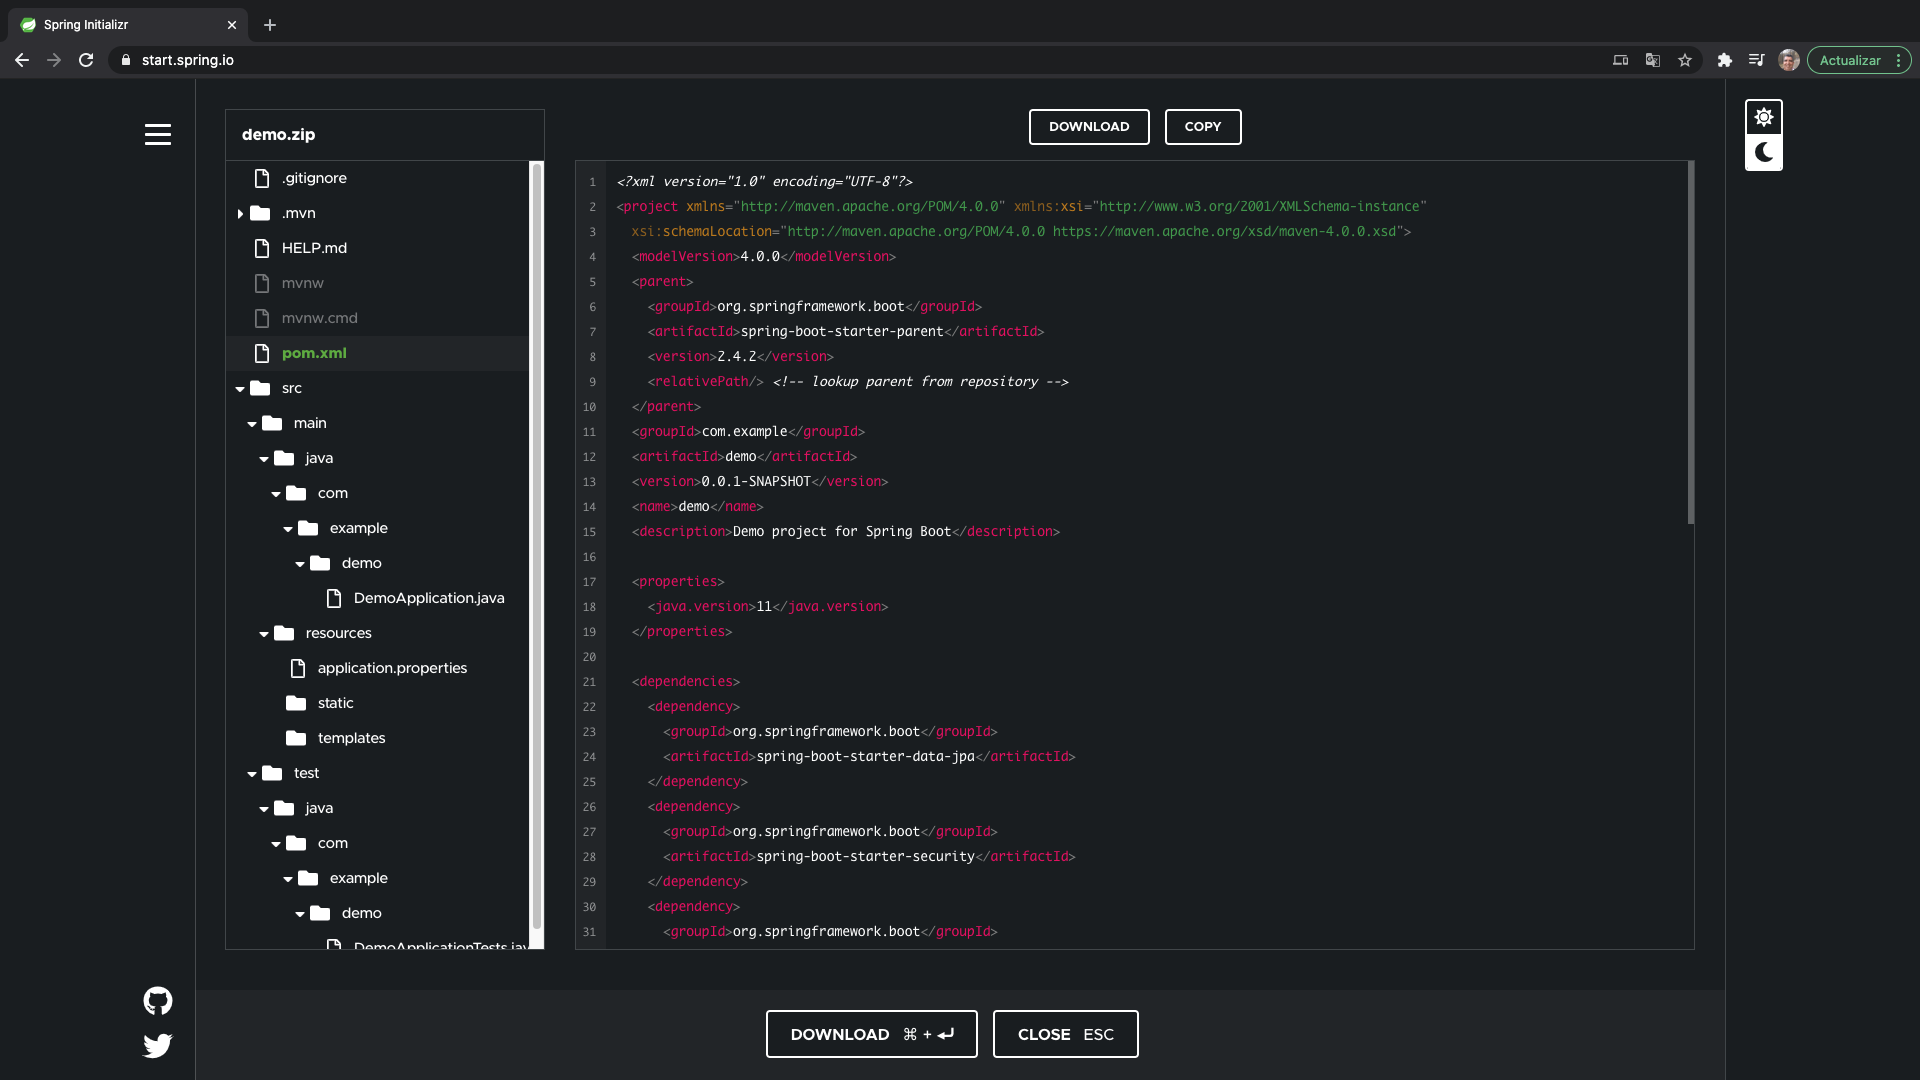 Spring Initializr
start.spring.io
Actualizar
demo.zip
DOWNLOAD COPY
.gitignore
.mvn
HELP.md
mvnw
mvnw.cmd
pom.xml
src
main
java
com
example
demo
DemoApplication.java
resources
application.properties
static
templates
test
java
com
example
demo
DemoApplicationTests.jav
1 <?xml version="1.0" encoding="UTF-8"?>
2 <project xmlns="http://maven.apache.org/POM/4.0.0" xmlns:xsi="http://www.w3.org/2001/XMLSchema-instance"
3 xsi:schemaLocation="http://maven.apache.org/POM/4.0.0 https://maven.apache.org/xsd/maven-4.0.0.xsd">
4 <modelVersion>4.0.0</modelVersion>
5 <parent>
6 <groupId>org.springframework.boot</groupId>
7 <artifactId>spring-boot-starter-parent</artifactId>
8 <version>2.4.2</version>
9 <relativePath/> <!-- lookup parent from repository -->
10 </parent>
11 <groupId>com.example</groupId>
12 <artifactId>demo</artifactId>
13 <version>0.0.1-SNAPSHOT</version>
14 <name>demo</name>
15 <description>Demo project for Spring Boot</description>
16
17 <properties>
18 <java.version>11</java.version>
19 </properties>
20
21 <dependencies>
22 <dependency>
23 <groupId>org.springframework.boot</groupId>
24 <artifactId>spring-boot-starter-data-jpa</artifactId>
25 </dependency>
26 <dependency>
27 <groupId>org.springframework.boot</groupId>
28 <artifactId>spring-boot-starter-security</artifactId>
29 </dependency>
30 <dependency>
31 <groupId>org.springframework.boot</groupId>
DOWNLOAD ⌘ + ↵ CLOSE ESC